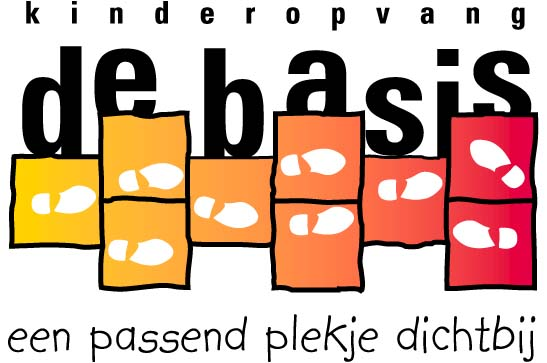 kinderopvang
de basis
een passend plekje dichtbij